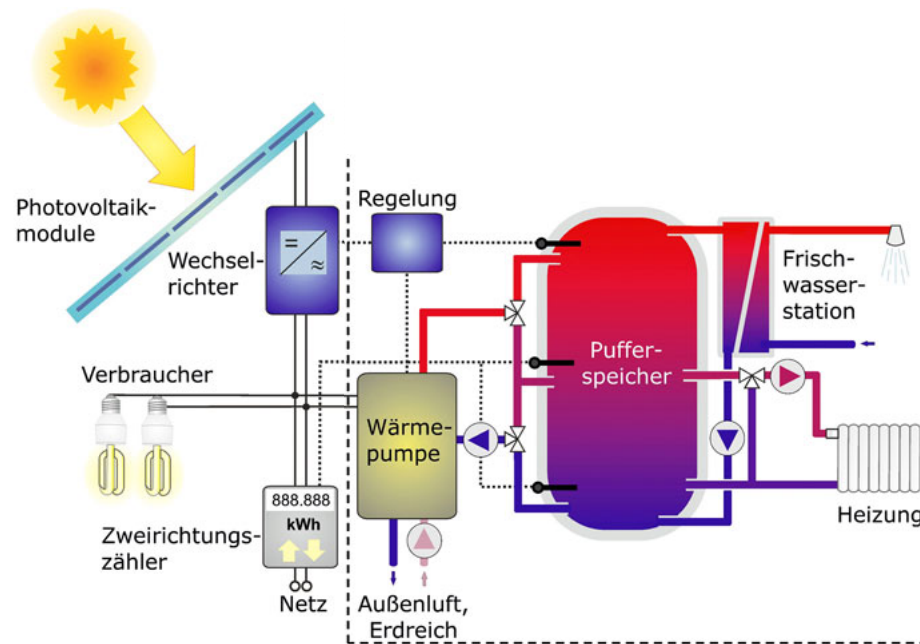 Photovoltaik-
module
Wechsel-
richter
Regelung
=
≈
Frisch-
wasser-
station
Puffer-
speicher
Verbraucher
Wärme-
pumpe
888.888
kWh
Zweirichtungs-
zähler
Netz
Außenluft,
Erdreich
Heizung